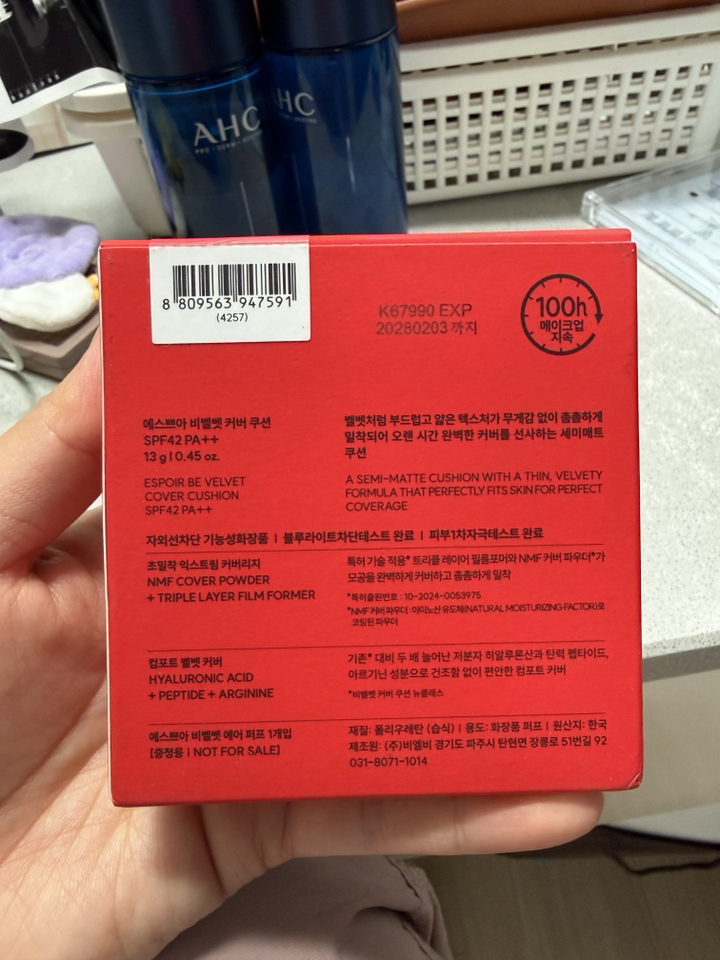 AHC
AHC
8 809563 947591
(4257)
K67990 EXP
20280203 까지
100h
메이크업
지속
에스쁘아 비벨벳 커버 쿠션
SPF42 PA++
13 g | 0.45 oz.
ESPOIR BE VELVET
COVER CUSHION
SPF42 PA++
벨벳처럼 부드럽고 얇은 텍스처가 무게감 없이 촘촘하게
밀착되어 오랜 시간 완벽한 커버를 선사하는 세미매트
쿠션
A SEMI-MATTE CUSHION WITH A THIN, VELVETY
FORMULA THAT PERFECTLY FITS SKIN FOR PERFECT
COVERAGE
자외선차단 기능성화장품 | 블루라이트차단테스트 완료 | 피부1차자극테스트 완료
초밀착 익스트림 커버리지
NMF COVER POWDER
+ TRIPLE LAYER FILM FORMER
특허 기술 적용* 트리플 레이어 필름포머와 NMF 커버 파우더*가
모공을 완벽하게 커버하고 촘촘하게 밀착
*특허출원번호 : 10-2024-0053975
*NMF 커버 파우더 : 아미노산 유도체(NATURAL MOISTURIZING FACTOR)로
코팅된 파우더
컴포트 벨벳 커버
HYALURONIC ACID
+ PEPTIDE + ARGININE
기존* 대비 두 배 늘어난 저분자 히알루론산과 탄력 펩타이드,
아르기닌 성분으로 건조함 없이 편안한 컴포트 커버
*비벨벳 커버 쿠션 뉴클래스
에스쁘아 비벨벳 에어 퍼프 1개입
[증정용 | NOT FOR SALE]
재질: 폴리우레탄 (습식) | 용도: 화장품 퍼프 | 원산지: 한국
제조원: (주)비엘비 경기도 파주시 탄현면 장릉로 51번길 92
031-8071-1014